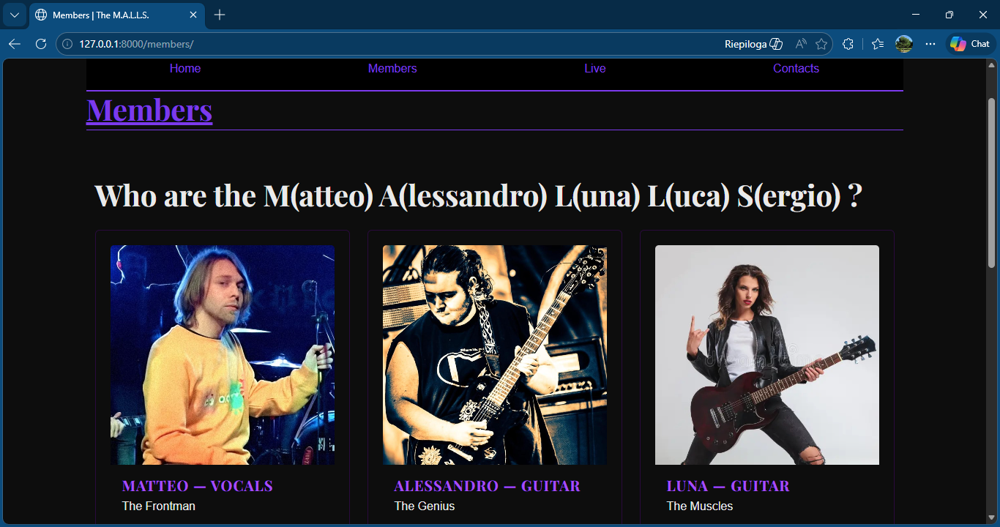 Members | The M.A.L.L.S.
127.0.0.1:8000/members/
Riepiloga
Chat
Home Members Live Contacts
Members
Who are the M(atteo) A(lessandro) L(una) L(uca) S(ergio) ?
MATTEO — VOCALS
The Frontman
ALESSANDRO — GUITAR
The Genius
LUNA — GUITAR
The Muscles